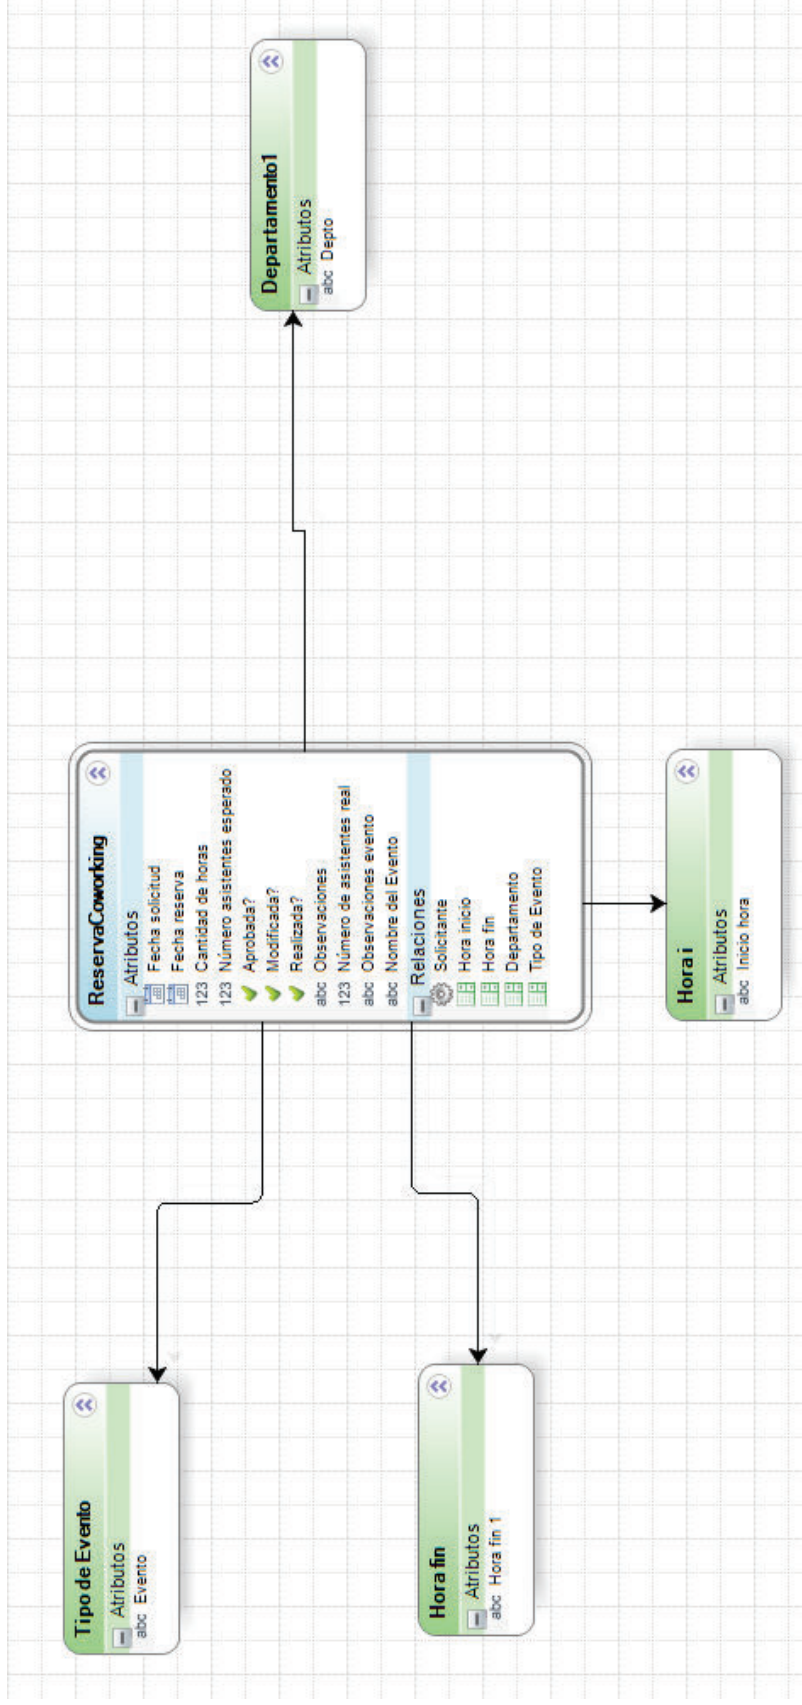 Tipo de Evento
Atributos
abc Evento
Hora fin
Atributos
abc Hora fin 1
ReservaCoworking
Atributos
Fecha solicitud
Fecha reserva
123 Cantidad de horas
123 Número asistentes esperado
Aprobada?
Modificada?
Realizada?
abc Observaciones
123 Número de asistentes real
abc Observaciones evento
abc Nombre del Evento
Relaciones
Solicitante
Hora inicio
Hora fin
Departamento
Tipo de Evento
Hora i
Atributos
abc Inicio hora
Departamento1
Atributos
abc Depto